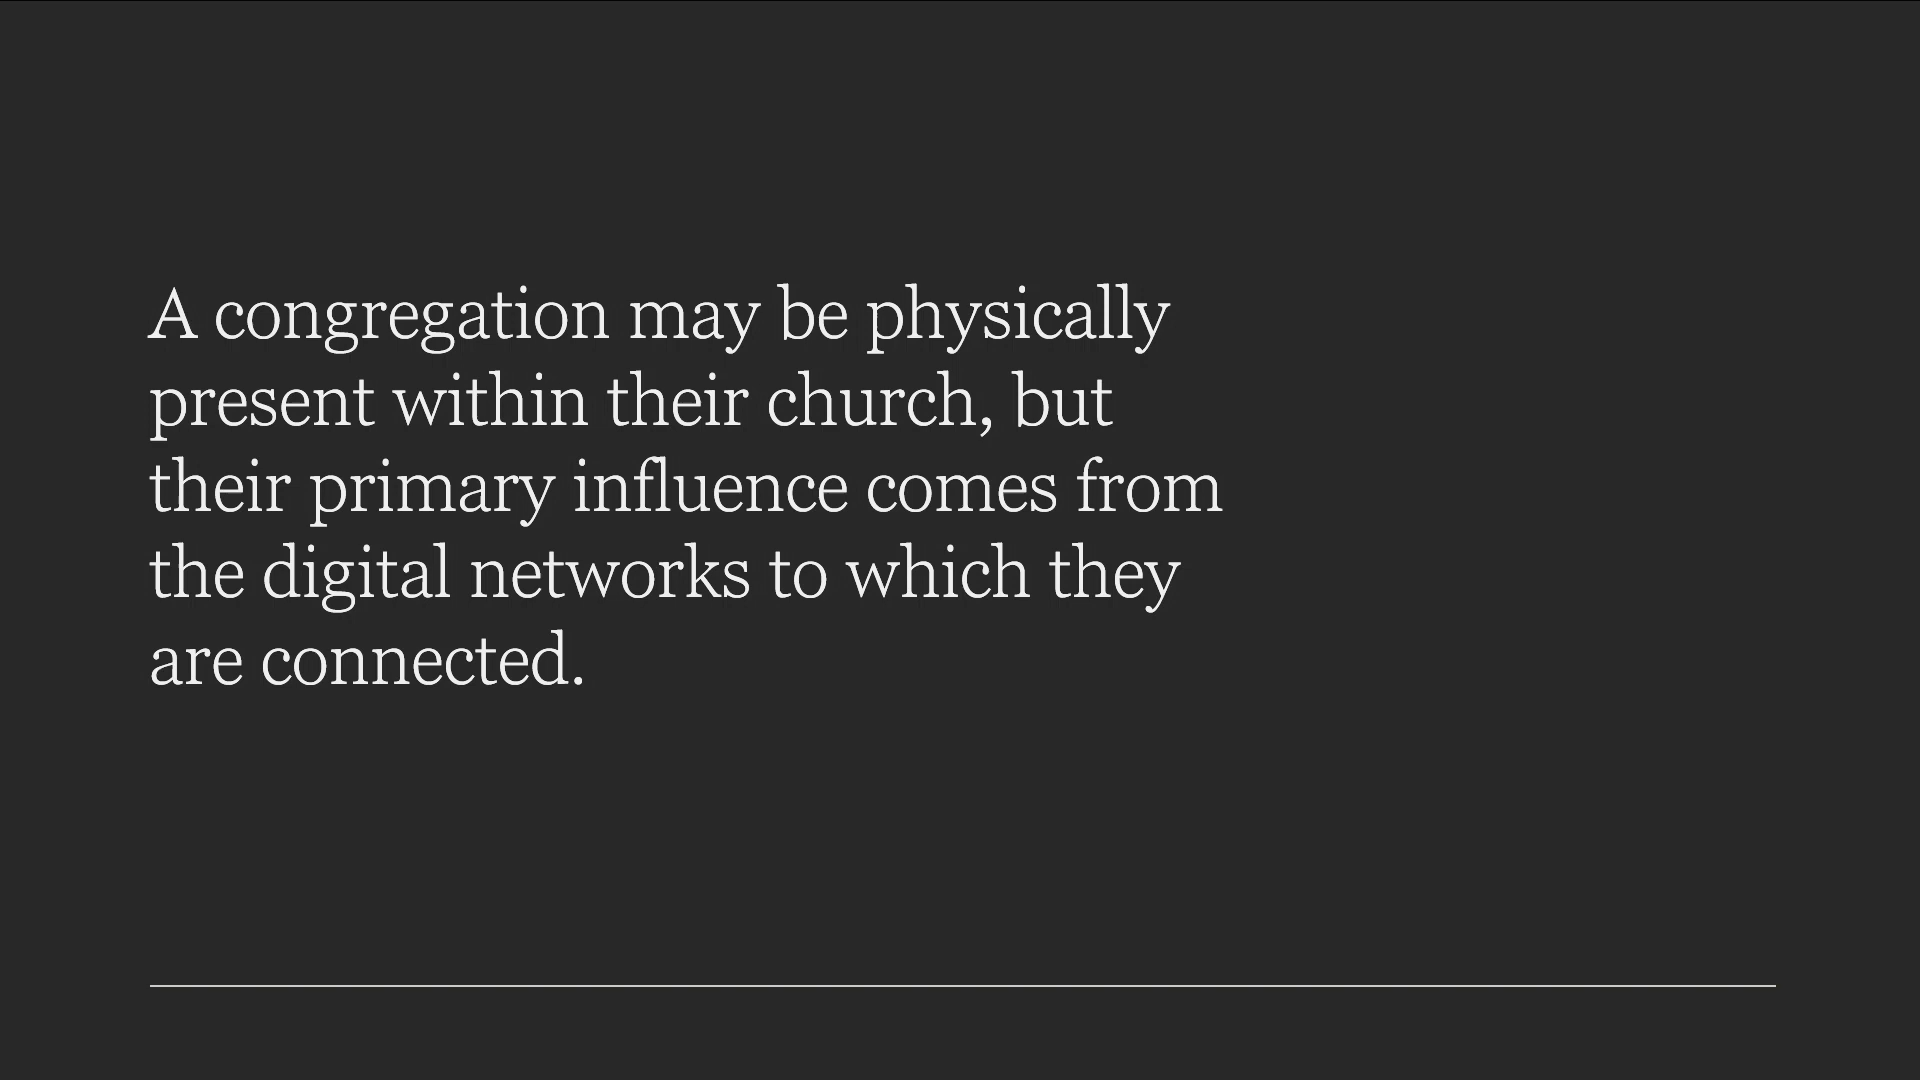 A congregation may be physically
present within their church, but
their primary influence comes from
the digital networks to which they
are connected.